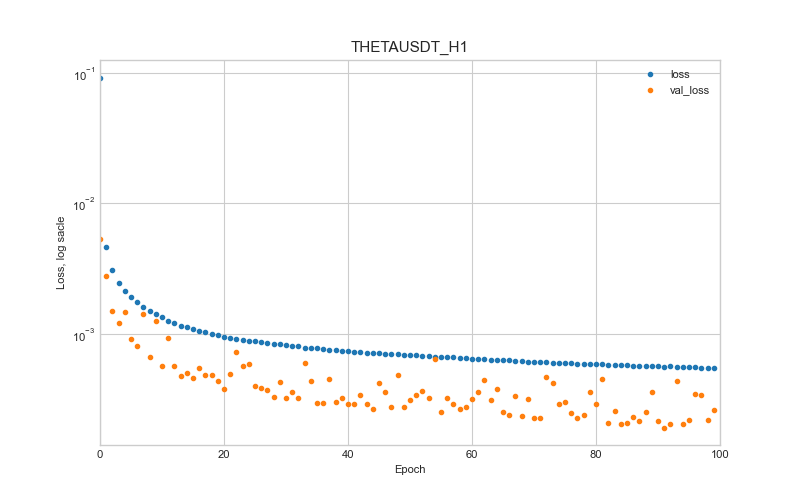 THETAUSDT_H1
loss
val_loss
Loss, log sacle
10⁻¹
10⁻²
10⁻³
0
20
40
60
80
100
Epoch